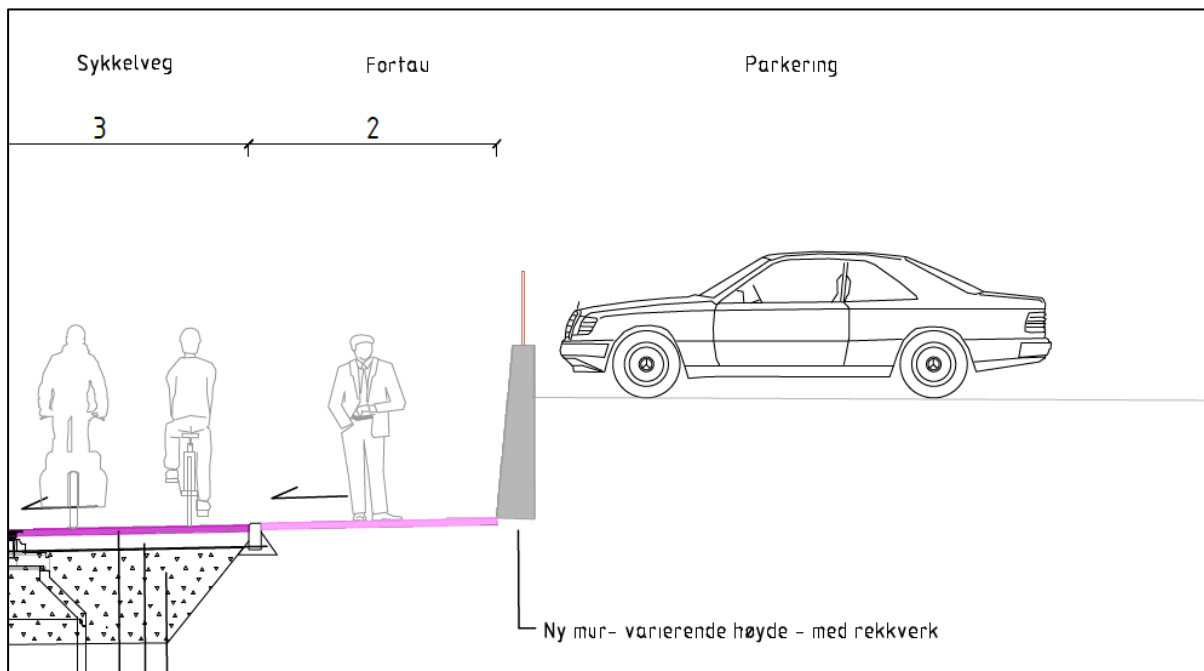 Sykkelveg
Fortau
Parkering
3
2
Ny mur- varierende høyde - med rekkverk